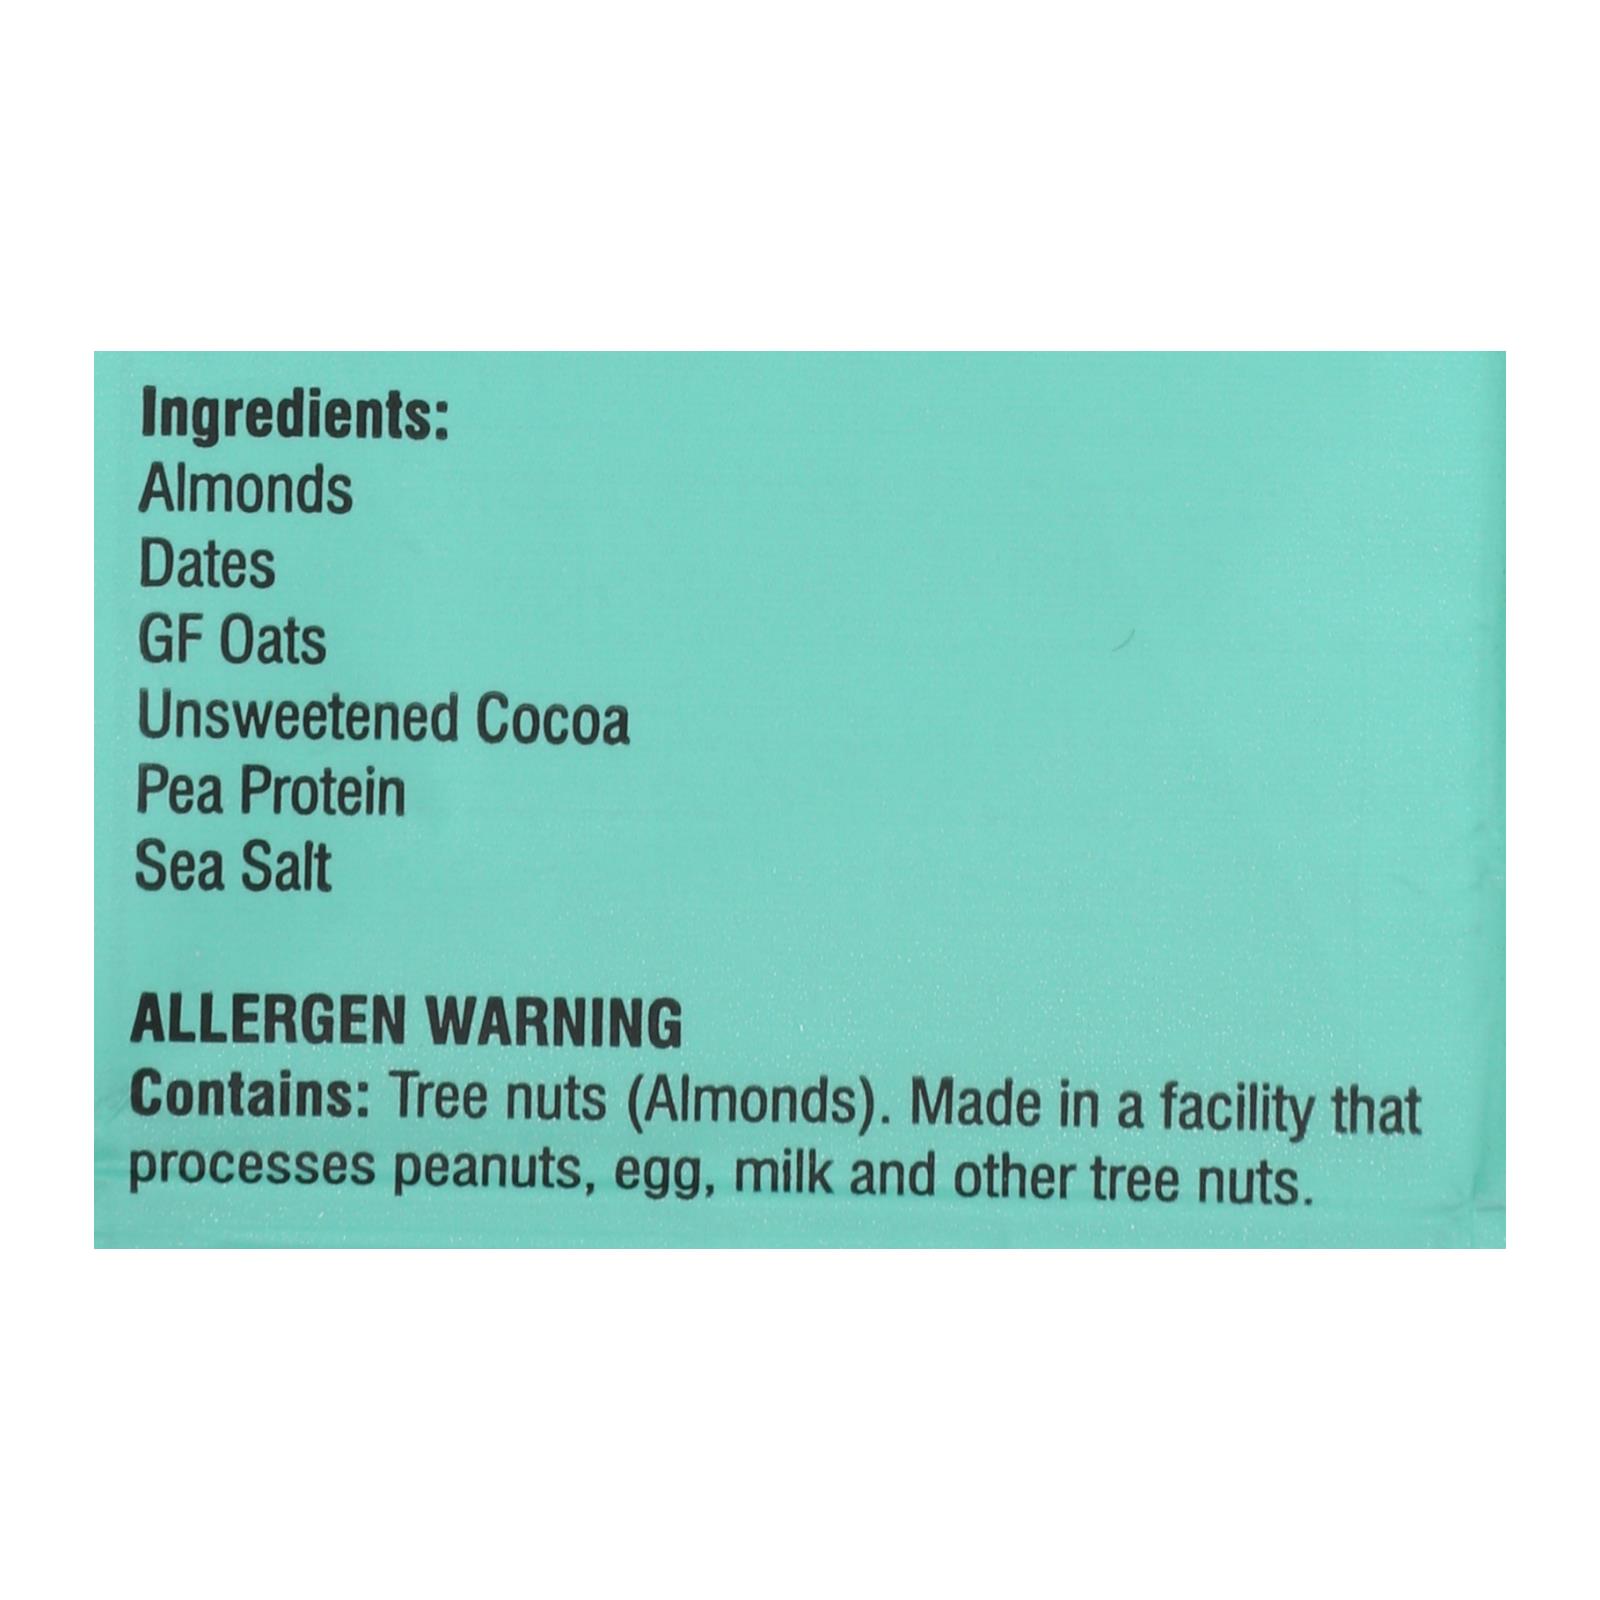 Ingredients:
Almonds
Dates
GF Oats
Unsweetened Cocoa
Pea Protein
Sea Salt
ALLERGEN WARNING
Contains: Tree nuts (Almonds). Made in a facility that
processes peanuts, egg, milk and other tree nuts.